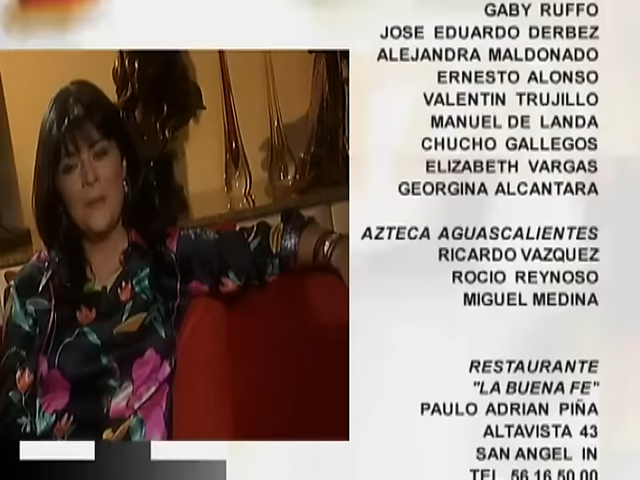 GABY RUFFO
JOSE EDUARDO DERBEZ
ALEJANDRA MALDONADO
ERNESTO ALONSO
VALENTIN TRUJILLO
MANUEL DE LANDA
CHUCHO GALLEGOS
ELIZABETH VARGAS
GEORGINA ALCANTARA
AZTECA AGUASCALIENTES
RICARDO VAZQUEZ
ROCIO REYNOSO
MIGUEL MEDINA
RESTAURANTE
"LA BUENA FE"
PAULO ADRIAN PIÑA
ALTAVISTA 43
SAN ANGEL IN
TEL. 56 16 50 00